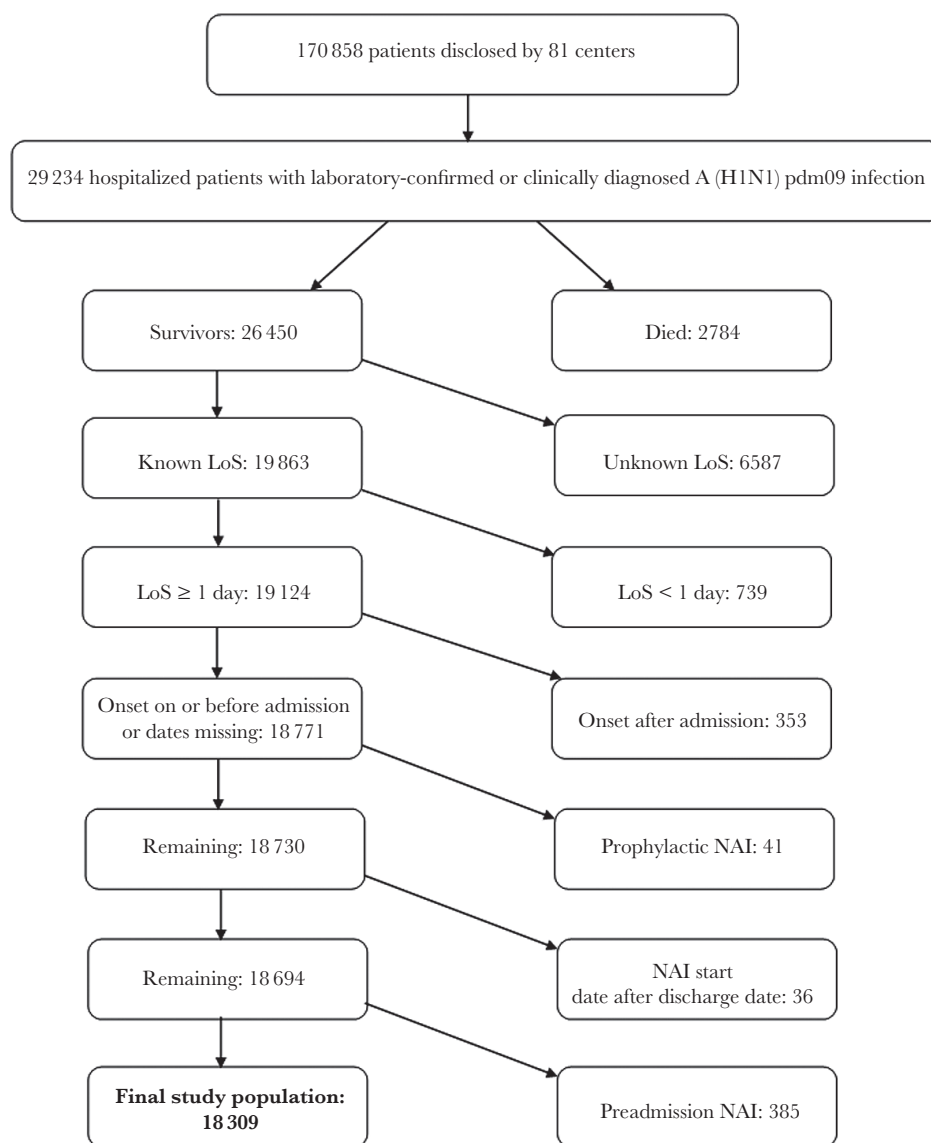 170 858 patients disclosed by 81 centers
29 234 hospitalized patients with laboratory-confirmed or clinically diagnosed A (H1N1) pdm09 infection
Survivors: 26 450
Died: 2784
Known LoS: 19 863
Unknown LoS: 6587
LoS ≥ 1 day: 19 124
LoS < 1 day: 739
Onset on or before admission
or dates missing: 18 771
Onset after admission: 353
Remaining: 18 730
Prophylactic NAI: 41
Remaining: 18 694
NAI start
date after discharge date: 36
Final study population:
18 309
Preadmission NAI: 385